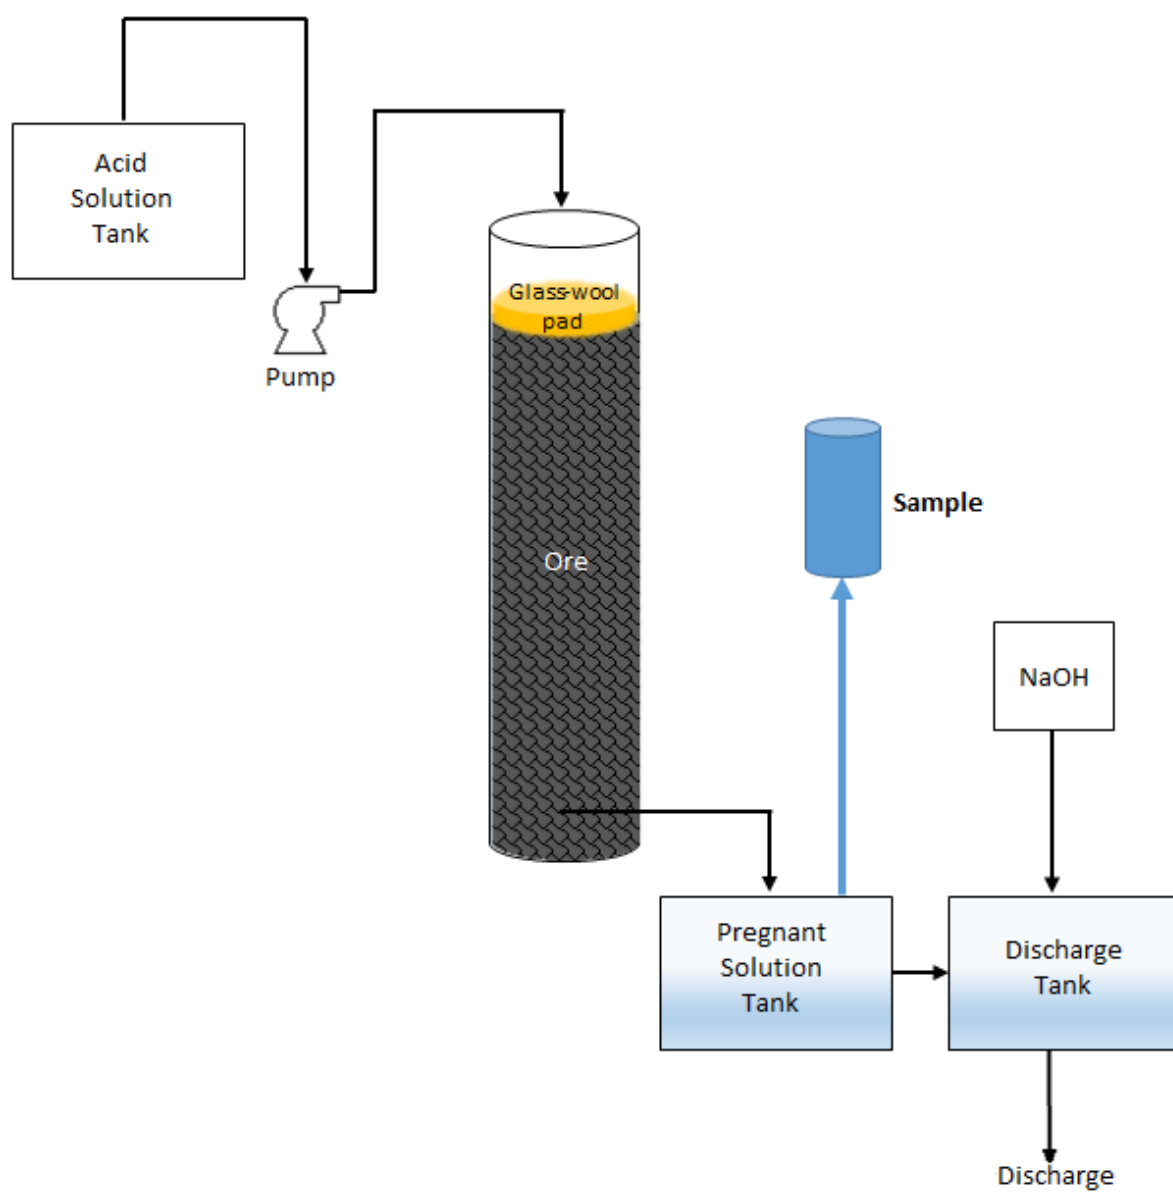 Acid
Solution
Tank
Pump
Glass-wool
pad
Ore
Sample
NaOH
Pregnant
Solution
Tank
Discharge
Tank
Discharge